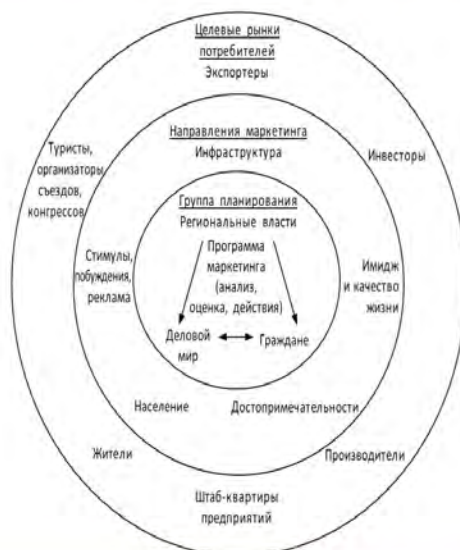 Целевые рынки
потребителей
Экспортеры
Туристы,
организаторы
съездов,
конгрессов
Инвесторы
Направления маркетинга
Инфраструктура
Стимулы,
побуждения,
реклама
Имидж
и качество
жизни
Группа планирования
Региональные власти
Программа
маркетинга
(анализ,
оценка, действия)
Деловой
мир
Граждане
Население
Достопримечательности
Жители
Производители
Штаб-квартиры
предприятий